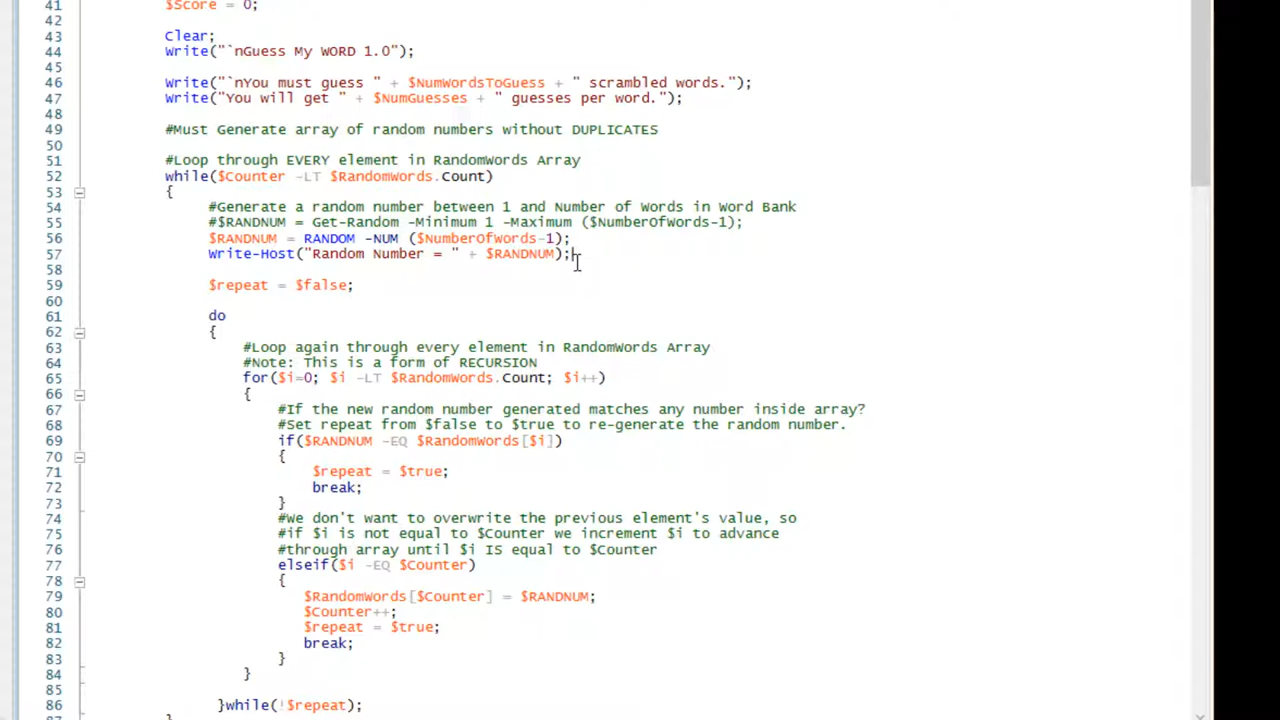 41 $Score = 0;
42
43 Clear;
44 Write("`nGuess My WORD 1.0");
45
46 Write("`nYou must guess " + $NumWordsToGuess + " scrambled words.");
47 Write("You will get " + $NumGuesses + " guesses per word.");
48
49 #Must Generate array of random numbers without DUPLICATES
50
51 #Loop through EVERY element in RandomWords Array
52 while($Counter -LT $RandomWords.Count)
53 {
54 #Generate a random number between 1 and Number of Words in Word Bank
55 #$RANDNUM = Get-Random -Minimum 1 -Maximum ($NumberOfWords-1);
56 $RANDNUM = RANDOM -NUM ($NumberOfWords-1);
57 Write-Host("Random Number = " + $RANDNUM);
58
59 $repeat = $false;
60
61 do
62 {
63 #Loop again through every element in RandomWords Array
64 #Note: This is a form of RECURSION
65 for($i=0; $i -LT $RandomWords.Count; $i++)
66 {
67 #If the new random number generated matches any number inside array?
68 #Set repeat from $false to $true to re-generate the random number.
69 if($RANDNUM -EQ $RandomWords[$i])
70 {
71 $repeat = $true;
72 break;
73 }
74 #We don't want to overwrite the previous element's value, so
75 #if $i is not equal to $Counter we increment $i to advance
76 #through array until $i IS equal to $Counter
77 elseif($i -EQ $Counter)
78 {
79 $RandomWords[$Counter] = $RANDNUM;
80 $Counter++;
81 $repeat = $true;
82 break;
83 }
84 }
85
86 }while(!$repeat);
87 }